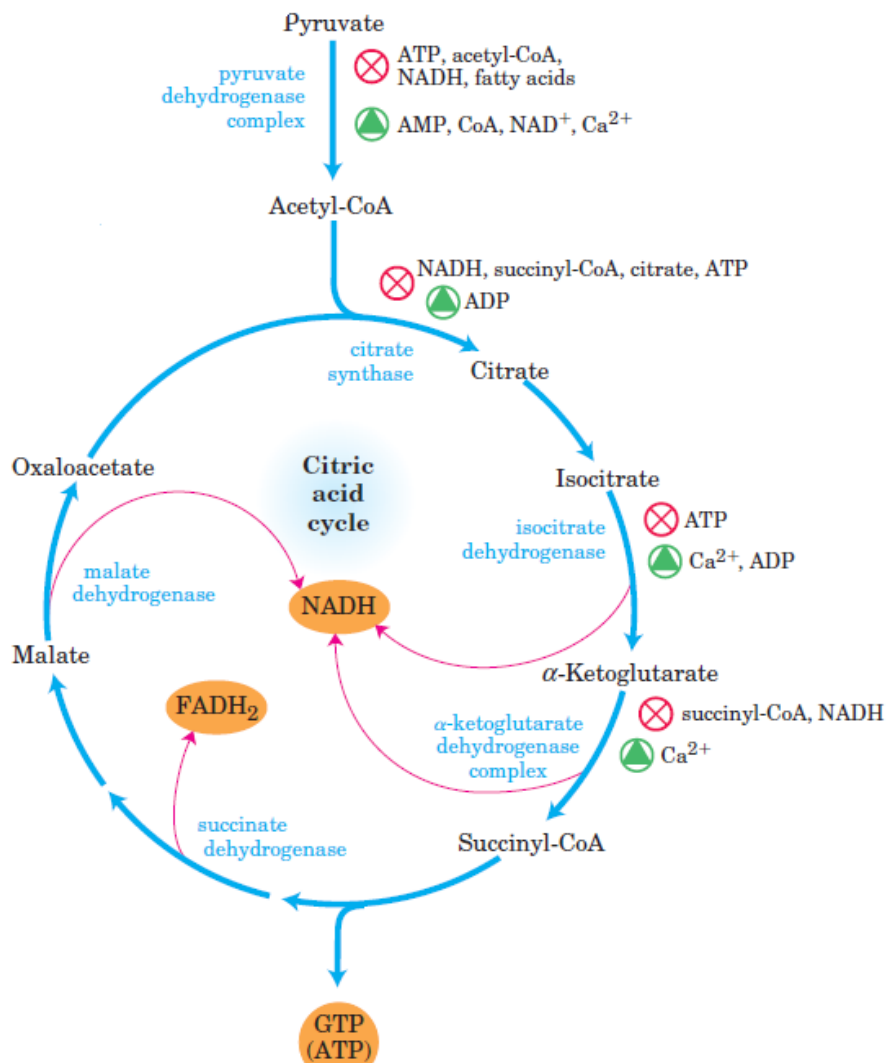 Pyruvate
ATP, acetyl-CoA,
NADH, fatty acids
pyruvate
dehydrogenase
complex
AMP, CoA, NAD⁺, Ca²⁺
Acetyl-CoA
NADH, succinyl-CoA, citrate, ATP
ADP
citrate
synthase
Citrate
Oxaloacetate
Citric
acid
cycle
Isocitrate
ATP
isocitrate
dehydrogenase
Ca²⁺, ADP
malate
dehydrogenase
NADH
Malate
α-Ketoglutarate
FADH₂
succinyl-CoA, NADH
α-ketoglutarate
dehydrogenase
complex
Ca²⁺
succinate
dehydrogenase
Succinyl-CoA
GTP
(ATP)